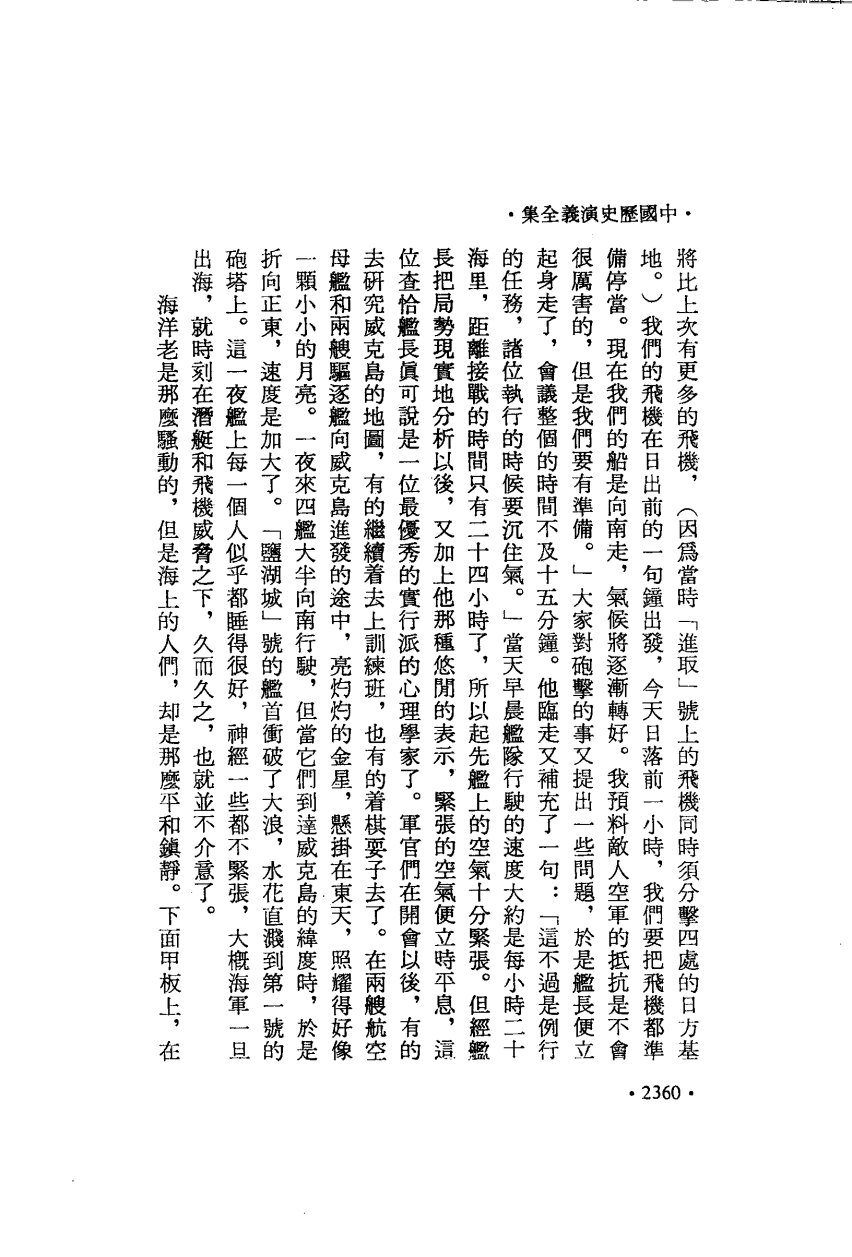 ·中國歷史演義全集·
將比上次有更多的飛機，（因爲當時「進取」號上的飛機同時須分擊四處的日方基
地。）我們的飛機在日出前的一句鐘出發，今天日落前一小時，我們要把飛機都準
備停當。現在我們的船是向南走，氣候將逐漸轉好。我預料敵人空軍的抵抗是不會
很厲害的，但是我們要有準備。」大家對砲擊的事又提出一些問題，於是艦長便立
起身走了，會議整個的時間不及十五分鐘。他臨走又補充了一句：「這不過是例行
的任務，諸位執行的時候要沉住氣。」當天早晨艦隊行駛的速度大約是每小時二十
海里，距離接戰的時間只有二十四小時了，所以起先艦上的空氣十分緊張。但經艦
長把局勢現實地分析以後，又加上他那種悠閒的表示，緊張的空氣便立時平息，這
位查恰艦長眞可說是一位最優秀的實行派的心理學家了。軍官們在開會以後，有的
去研究威克島的地圖，有的繼續着去上訓練班，也有的着棋耍子去了。在兩艘航空
母艦和兩艘驅逐艦向威克島進發的途中，亮灼灼的金星，懸掛在東天，照耀得好像
一顆小小的月亮。一夜來四艦大半向南行駛，但當它們到達威克島的緯度時，於是
折向正東，速度是加大了。「鹽湖城」號的艦首衝破了大浪，水花直濺到第一號的
砲塔上。這一夜艦上每一個人似乎都睡得很好，神經一些都不緊張，大概海軍一旦
出海，就時刻在潛艇和飛機威脅之下，久而久之，也就並不介意了。
海洋老是那麼騷動的，但是海上的人們，却是那麼平和鎮靜。下面甲板上，在
·2360·